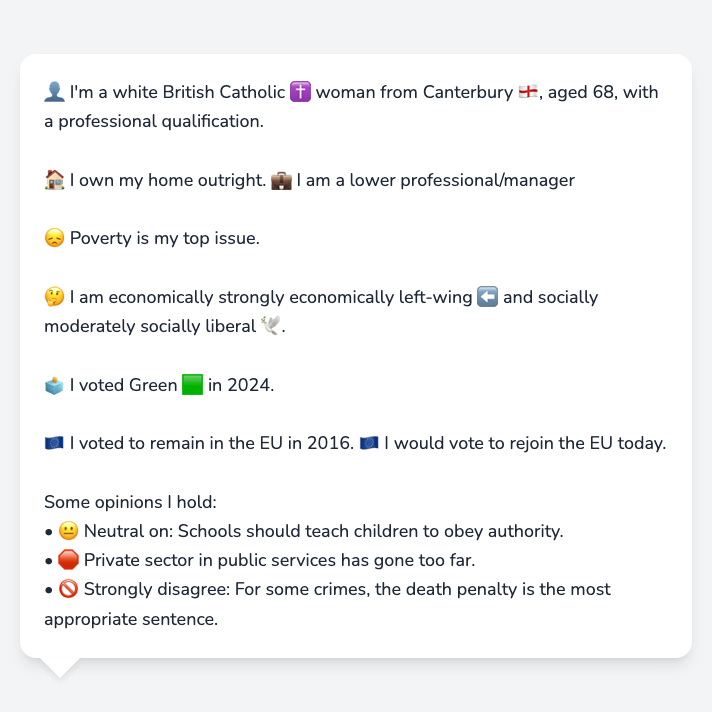 👤 I'm a white British Catholic ✝️ woman from Canterbury 🏴󠁧󠁢󠁥󠁮󠁧󠁿, aged 68, with
a professional qualification.
🏠 I own my home outright. 💼 I am a lower professional/manager
😞 Poverty is my top issue.
🤔 I am economically strongly economically left-wing ⬅️ and socially
moderately socially liberal 🕊️.
🗳️ I voted Green 🟩 in 2024.
🇪🇺 I voted to remain in the EU in 2016. 🇪🇺 I would vote to rejoin the EU today.
Some opinions I hold:
• 😐 Neutral on: Schools should teach children to obey authority.
• 🛑 Private sector in public services has gone too far.
• 🚫 Strongly disagree: For some crimes, the death penalty is the most
appropriate sentence.